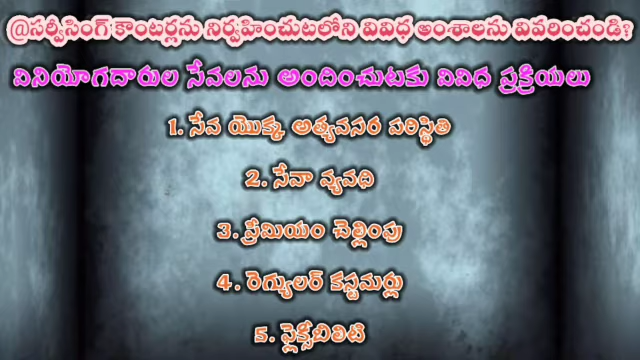 @సర్వీసింగ్ కౌంటర్లను నిర్వహించుటలోని వివిధ అంశాలను వివరించండి?
వినియోగదారుల సేవలను అందించుటకు వివిధ ప్రక్రియలు
1. సేవ యొక్క అత్యవసర పరిస్థితి
2. సేవా వ్యవధి
3. ప్రేమియం చెల్లింపు
4. రెగ్యులర్ కస్టమర్లు
5. ఫ్లెక్సీబిలిటి